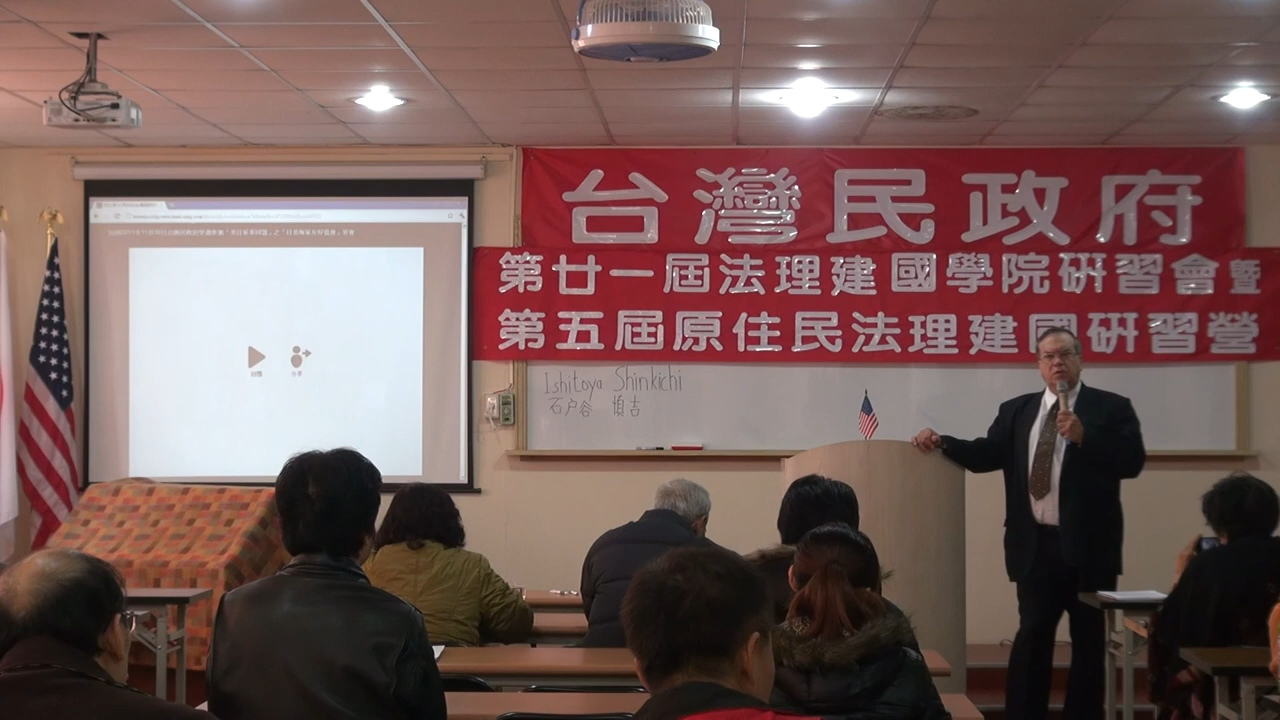 台灣民政府
第廿一屆法理建國學院研習會暨
第五屆原住民法理建國研習營
Ishitoya Shinkichi
石户谷 慎吉